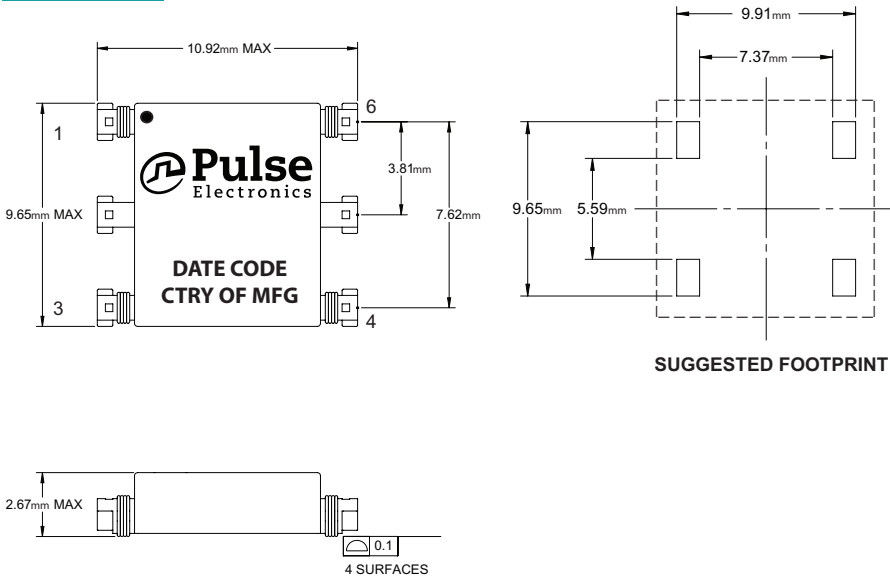 10.92mm MAX
1
6
Pulse
Electronics
3.81mm
9.65mm MAX
7.62mm
DATE CODE
CTRY OF MFG
3
4
9.91mm
7.37mm
9.65mm
5.59mm
SUGGESTED FOOTPRINT
2.67mm MAX
0.1
4 SURFACES